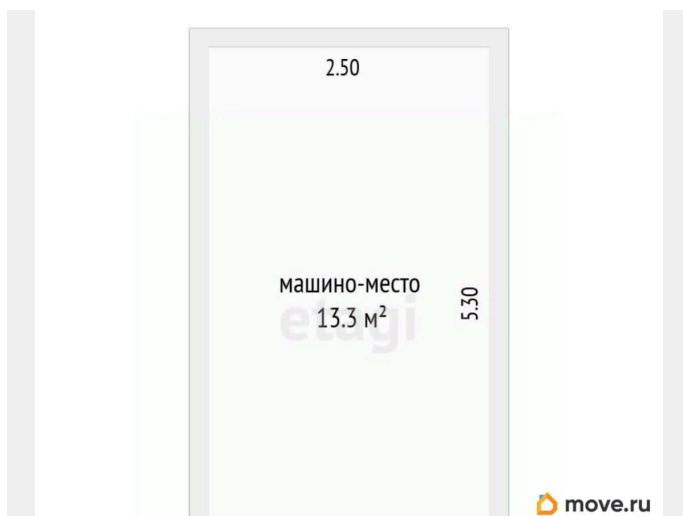 2.50
машино-место
13.3 м²
5.30
etagi
move.ru